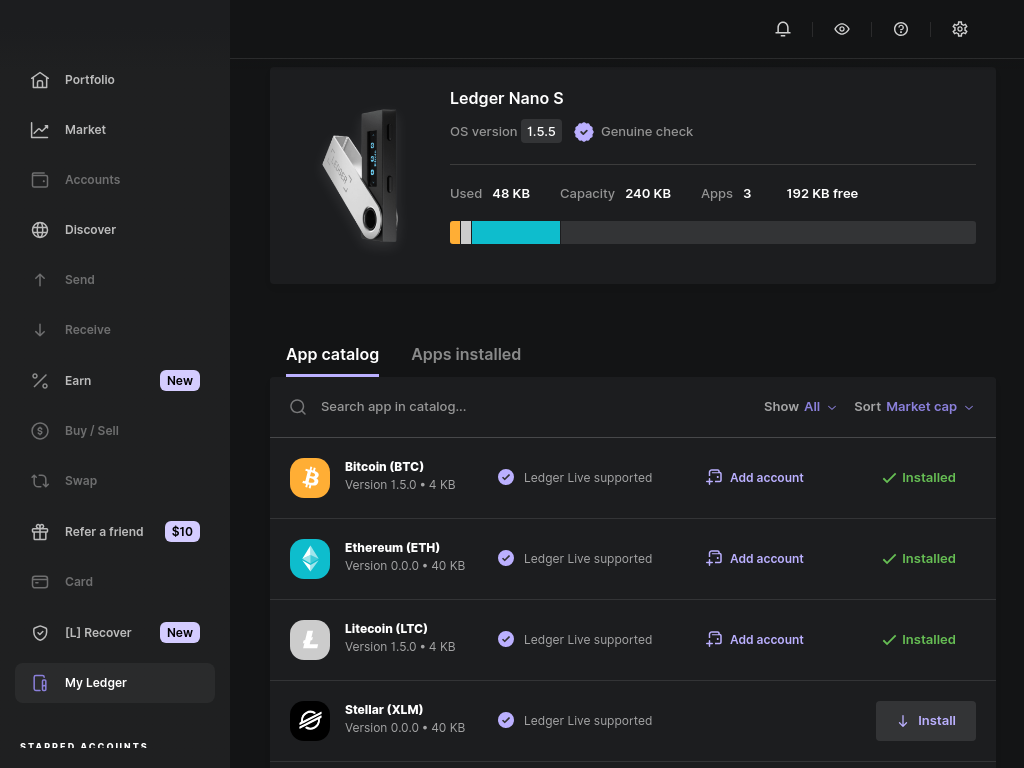 Portfolio
Market
Accounts
Discover
Send
Receive
Earn New
Buy / Sell
Swap
Refer a friend $10
Card
[L] Recover New
My Ledger
STARRED ACCOUNTS
Ledger Nano S
OS version 1.5.5 Genuine check
Used 48 KB Capacity 240 KB Apps 3 192 KB free
App catalog Apps installed
Search app in catalog... Show All Sort Market cap
Bitcoin (BTC)
Version 1.5.0 • 4 KB
Ledger Live supported Add account Installed
Ethereum (ETH)
Version 0.0.0 • 40 KB
Ledger Live supported Add account Installed
Litecoin (LTC)
Version 1.5.0 • 4 KB
Ledger Live supported Add account Installed
Stellar (XLM)
Version 0.0.0 • 40 KB
Ledger Live supported Install